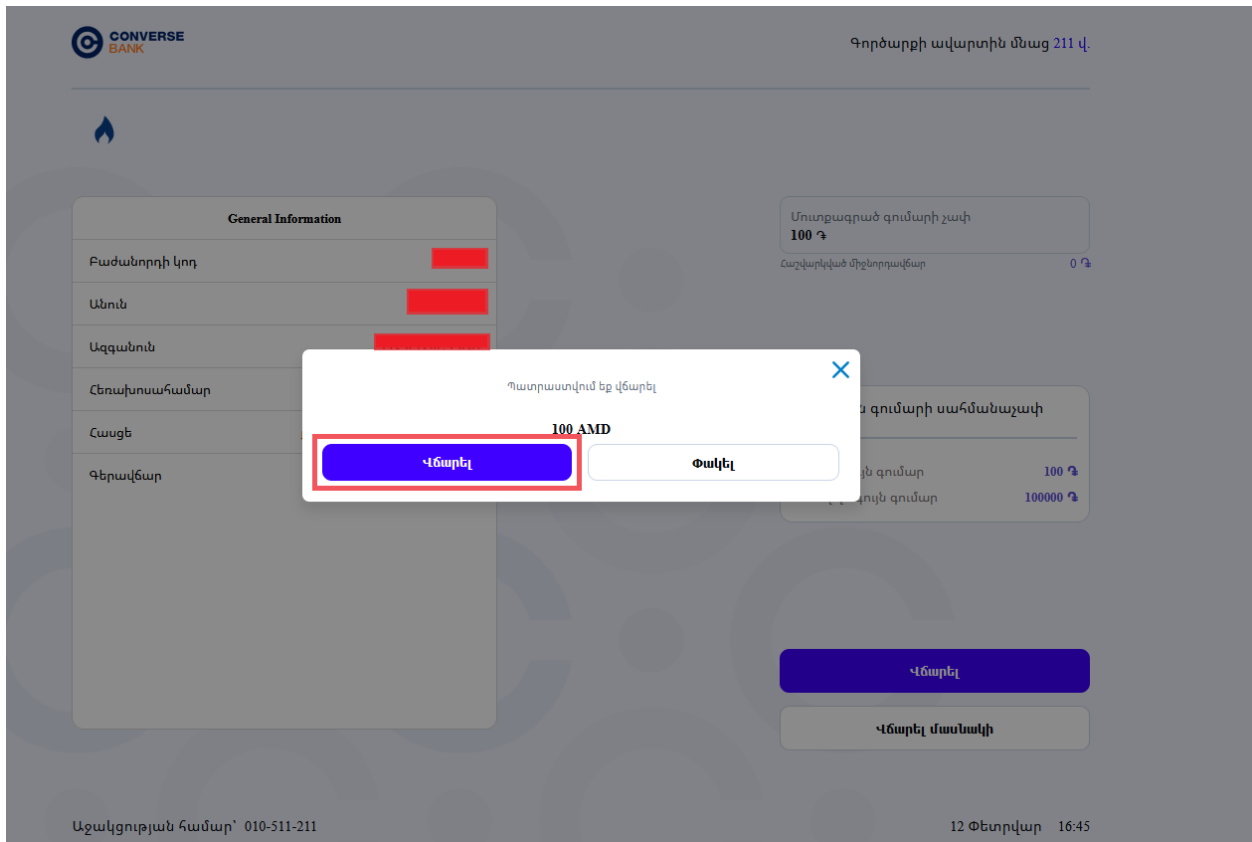 CONVERSE
BANK
Գործարքի ավարտին մնաց 211 վ.
General Information
Բաժանորդի կոդ
Անուն
Ազգանուն
Հեռախոսահամար
Հասցե
Գերավճար
Մուտքագրած գումարի չափ
100 ֏
Հաշվարկված միջնորդավճար 0 ֏
Պատրաստվում եք վճարել
100 AMD
Վճարել
Փակել
գումարի սահմանաչափ
գումար 100 ֏
գումար 100000 ֏
Վճարել
Վճարել մասնակի
Աջակցության համար՝ 010-511-211
12 Փետրվար 16:45